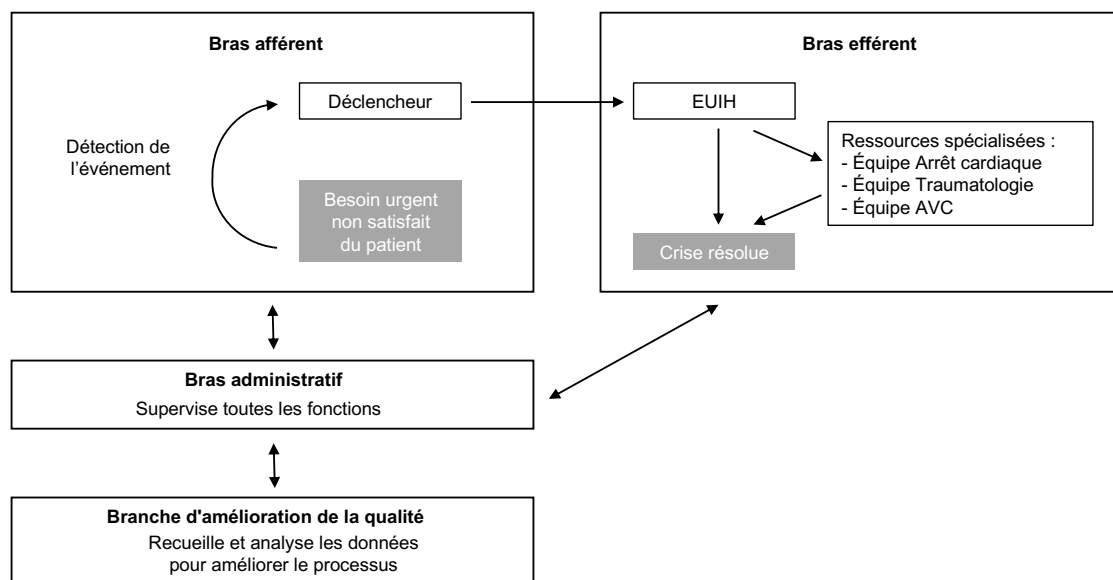 Bras afférent
Déclencheur
Détection de
l'événement
Besoin urgent
non satisfait
du patient
Bras efférent
EUIH
Ressources spécialisées :
- Équipe Arrêt cardiaque
- Équipe Traumatologie
- Équipe AVC
Crise résolue
Bras administratif
Supervise toutes les fonctions
Branche d'amélioration de la qualité
Recueille et analyse les données
pour améliorer le processus